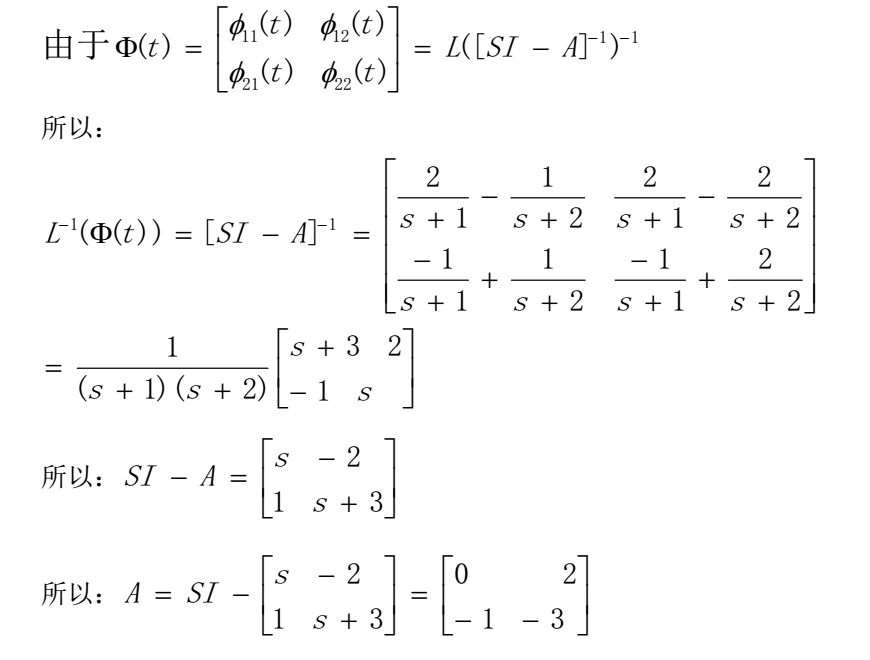 由于 Φ(t) = [ϕ₁₁(t) ϕ₁₂(t); ϕ₂₁(t) ϕ₂₂(t)] = L([SI − A]⁻¹)⁻¹
所以：
L⁻¹(Φ(t)) = [SI − A]⁻¹ = [2/(s + 1) − 1/(s + 2) 2/(s + 1) − 2/(s + 2); −1/(s + 1) + 1/(s + 2) −1/(s + 1) + 2/(s + 2)]
= 1/((s + 1)(s + 2)) [s + 3 2; −1 s]
所以：SI − A = [s −2; 1 s + 3]
所以：A = SI − [s −2; 1 s + 3] = [0 2; −1 −3]